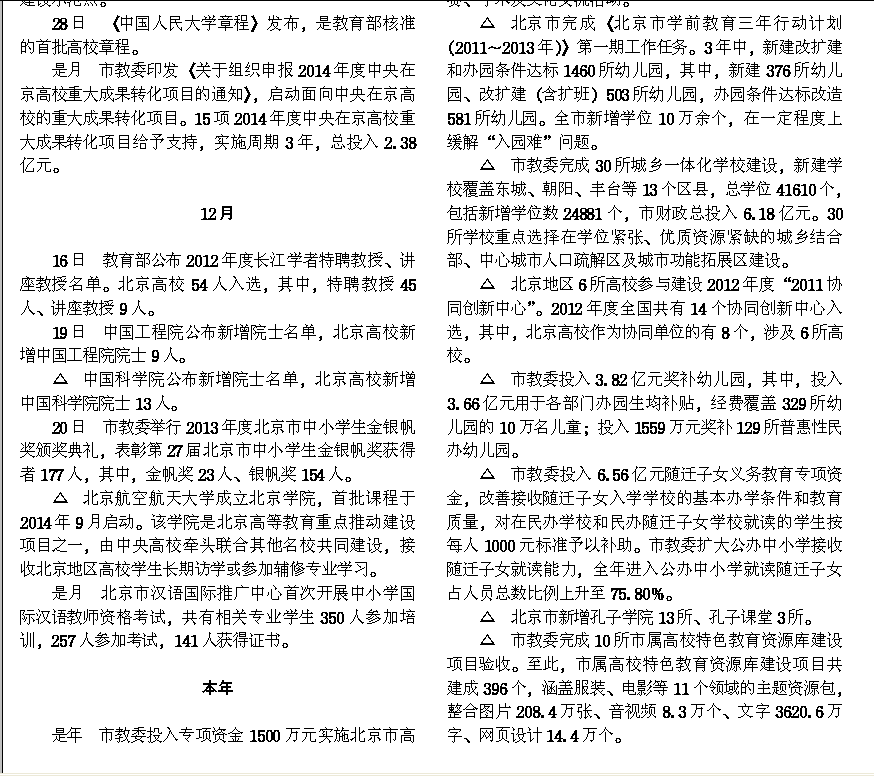 28日　《中国人民大学章程》发布，是教育部核准
的首批高校章程。
是月　市教委印发《关于组织申报2014年度中央在
京高校重大成果转化项目的通知》，启动面向中央在京高
校的重大成果转化项目。15项2014年度中央在京高校重
大成果转化项目给予支持，实施周期3年，总投入2.38
亿元。
12月
16日　教育部公布2012年度长江学者特聘教授、讲
座教授名单。北京高校54人入选，其中，特聘教授45
人、讲座教授9人。
19日　中国工程院公布新增院士名单，北京高校新
增中国工程院院士9人。
△　中国科学院公布新增院士名单，北京高校新增
中国科学院院士13人。
20日　市教委举行2013年度北京市中小学生金银帆
奖颁奖典礼，表彰第27届北京市中小学生金银帆奖获得
者177人，其中，金帆奖23人、银帆奖154人。
△　北京航空航天大学成立北京学院，首批课程于
2014年9月启动。该学院是北京高等教育重点推动建设
项目之一，由中央高校牵头联合其他名校共同建设，接
收北京地区高校学生长期访学或参加辅修专业学习。
是月　北京市汉语国际推广中心首次开展中小学国
际汉语教师资格考试，共有相关专业学生350人参加培
训，257人参加考试，141人获得证书。
本年
是年　市教委投入专项资金1500万元实施北京市高
△　北京市完成《北京市学前教育三年行动计划
(2011～2013年)》第一期工作任务。3年中，新建改扩建
和办园条件达标1460所幼儿园，其中，新建376所幼儿
园、改扩建（含扩班）503所幼儿园，办园条件达标改造
581所幼儿园。全市新增学位10万余个，在一定程度上
缓解“入园难”问题。
△　市教委完成30所城乡一体化学校建设，新建学
校覆盖东城、朝阳、丰台等13个区县，总学位41610个，
包括新增学位数24881个，市财政总投入6.18亿元。30
所学校重点选择在学位紧张、优质资源紧缺的城乡结合
部、中心城市人口疏解区及城市功能拓展区建设。
△　北京地区6所高校参与建设2012年度“2011协
同创新中心”。2012年度全国共有14个协同创新中心入
选，其中，北京高校作为协同单位的有8个，涉及6所高
校。
△　市教委投入3.82亿元奖补幼儿园，其中，投入
3.66亿元用于各部门办园生均补贴，经费覆盖329所幼
儿园的10万名儿童；投入1559万元奖补129所普惠性民
办幼儿园。
△　市教委投入6.56亿元随迁子女义务教育专项资
金，改善接收随迁子女入学学校的基本办学条件和教育
质量，对在民办学校和民办随迁子女学校就读的学生按
每人1000元标准予以补助。市教委扩大公办中小学接收
随迁子女就读能力，全年进入公办中小学就读随迁子女
占人员总数比例上升至75.80%。
△　北京市新增孔子学院13所、孔子课堂3所。
△　市教委完成10所市属高校特色教育资源库建设
项目验收。至此，市属高校特色教育资源库建设项目共
建成396个，涵盖服装、电影等11个领域的主题资源包，
整合图片208.4万张、音视频8.3万个、文字3620.6万
字、网页设计14.4万个。